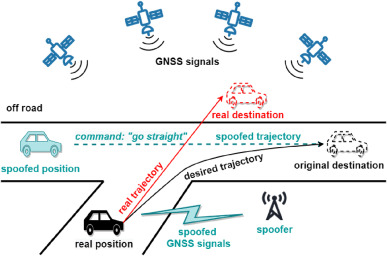 GNSS signals
off road
real destination
command: "go straight"
spoofed trajectory
spoofed position
real trajectory
desired trajectory
original destination
real position
spoofed
GNSS signals
spoofer